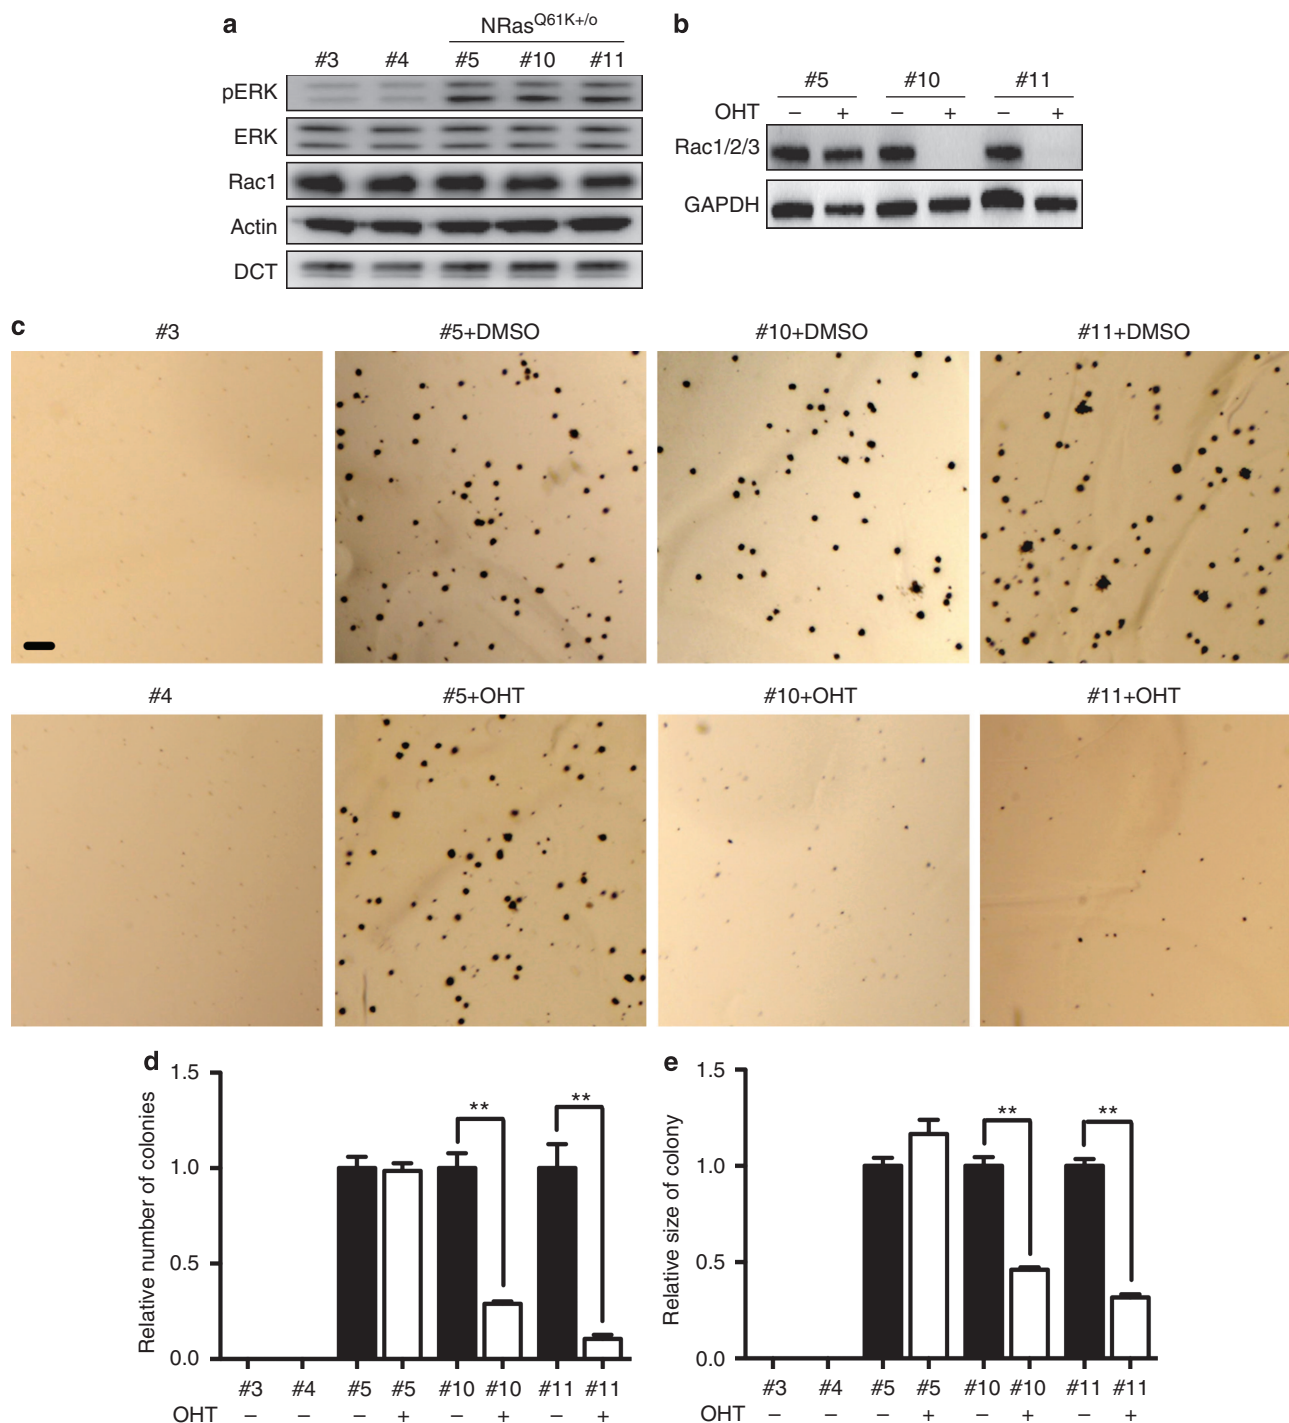 a
NRasQ61K+/o
#3 #4 #5 #10 #11
pERK
ERK
Rac1
Actin
DCT
b
#5 #10 #11
OHT – + – + – +
Rac1/2/3
GAPDH
c
#3 #5+DMSO #10+DMSO #11+DMSO
#4 #5+OHT #10+OHT #11+OHT
d
Relative number of colonies
1.5
1.0
0.5
0.0
** **
#3 #4 #5 #5 #10 #10 #11 #11
OHT – – – + – + – +
e
Relative size of colony
1.5
1.0
0.5
0.0
** **
#3 #4 #5 #5 #10 #10 #11 #11
OHT – – – + – + – +